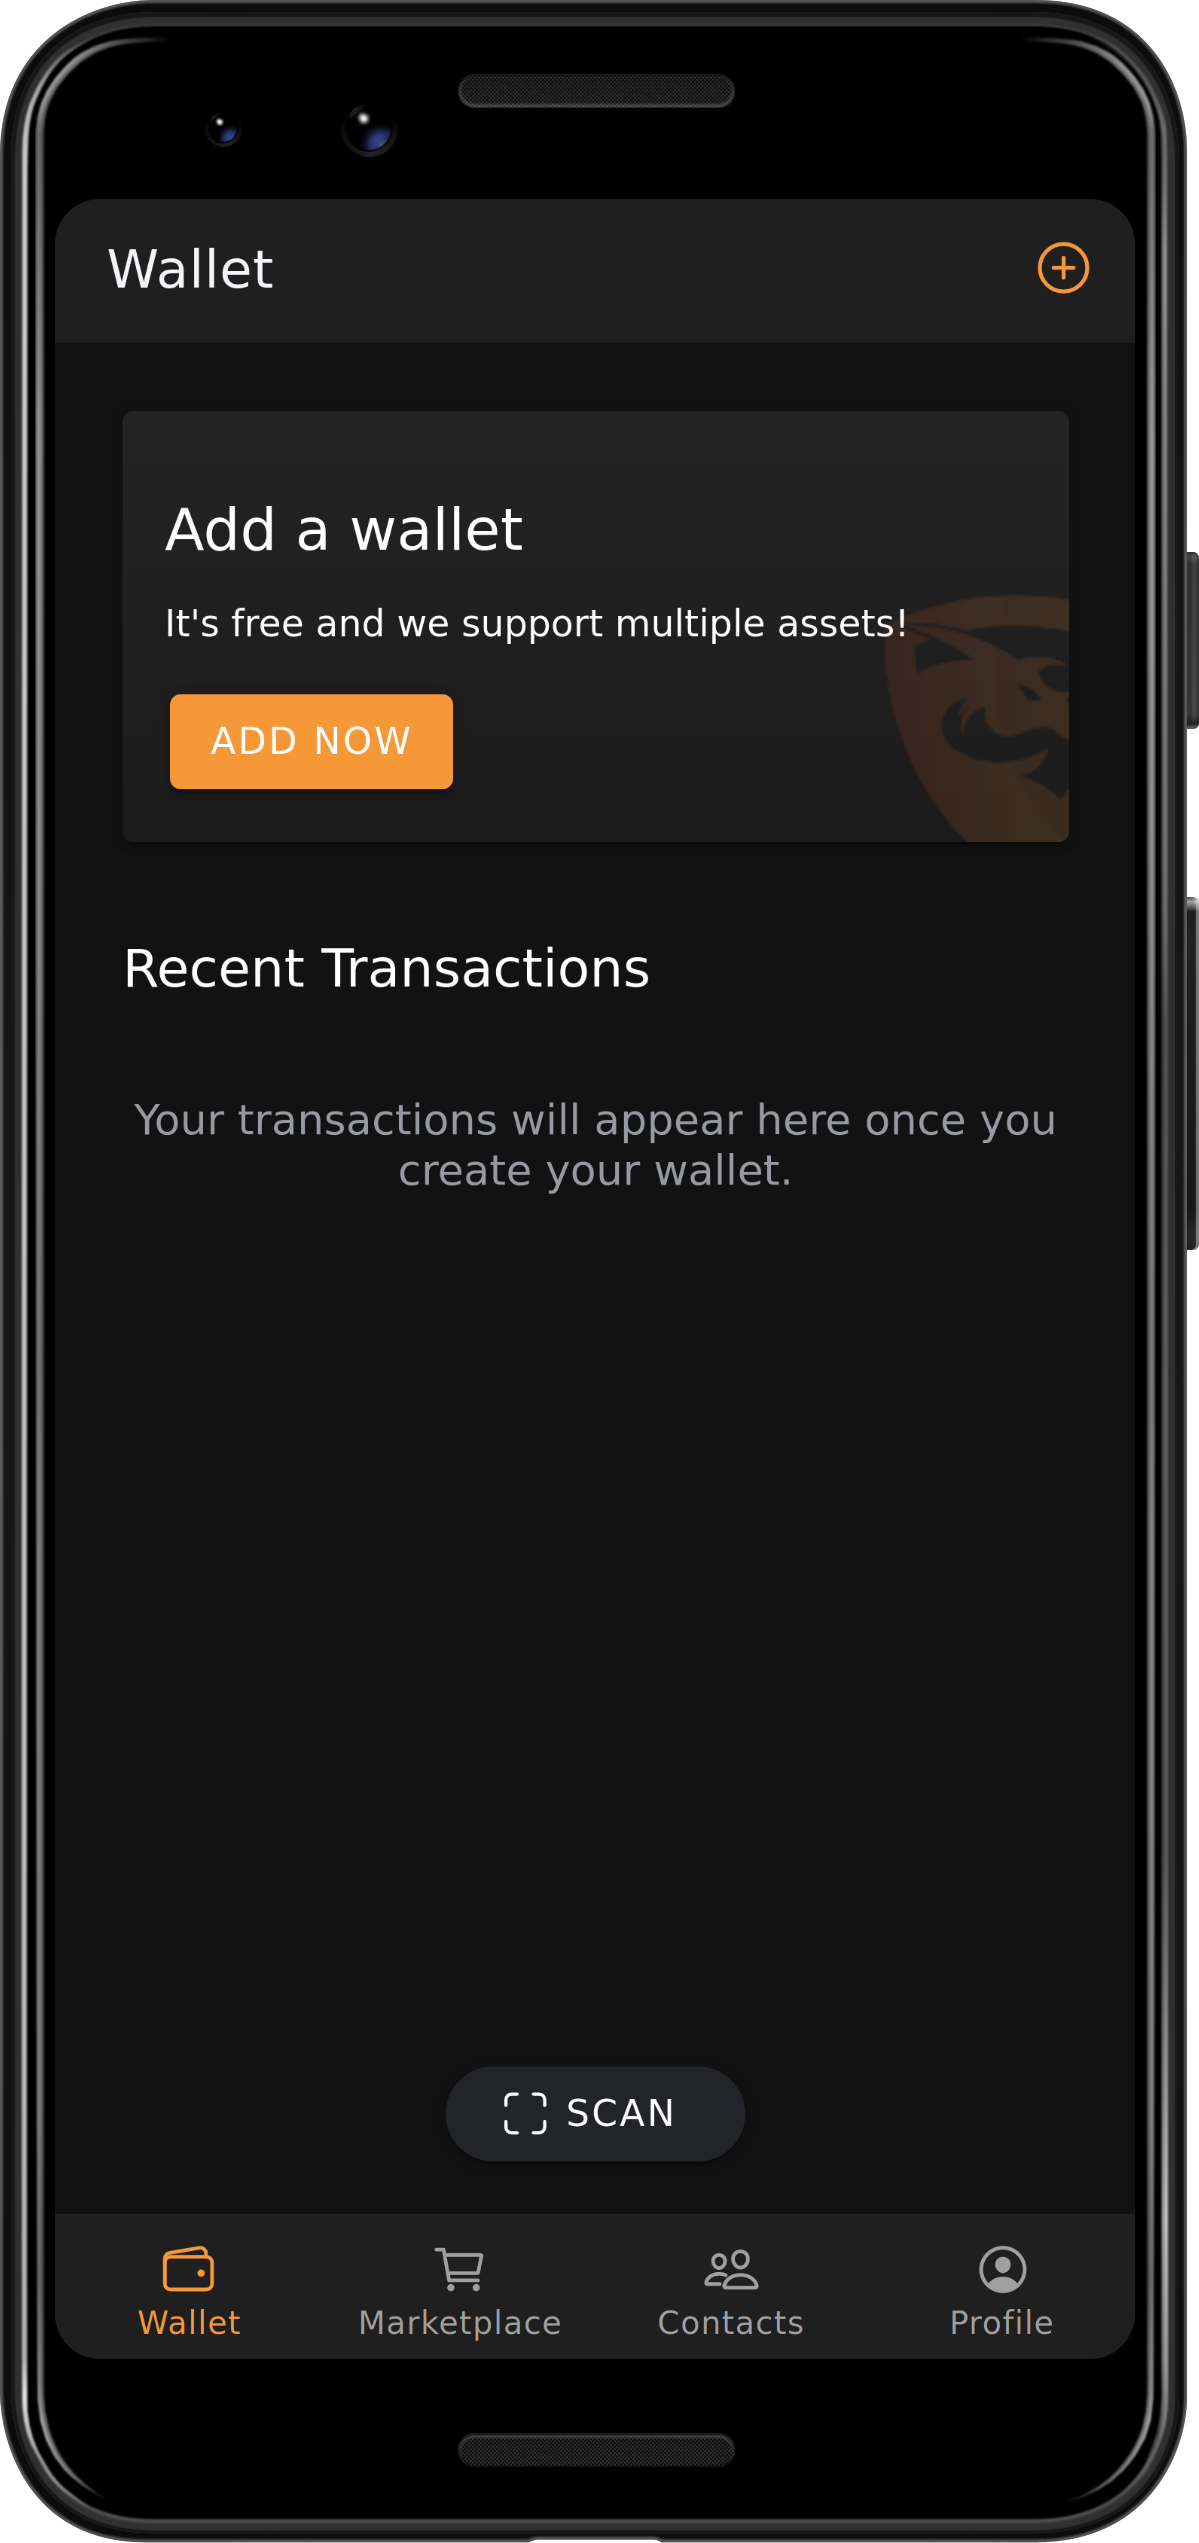 Wallet
Add a wallet
It's free and we support multiple assets!
ADD NOW
Recent Transactions
Your transactions will appear here once you
create your wallet.
SCAN
Wallet
Marketplace
Contacts
Profile